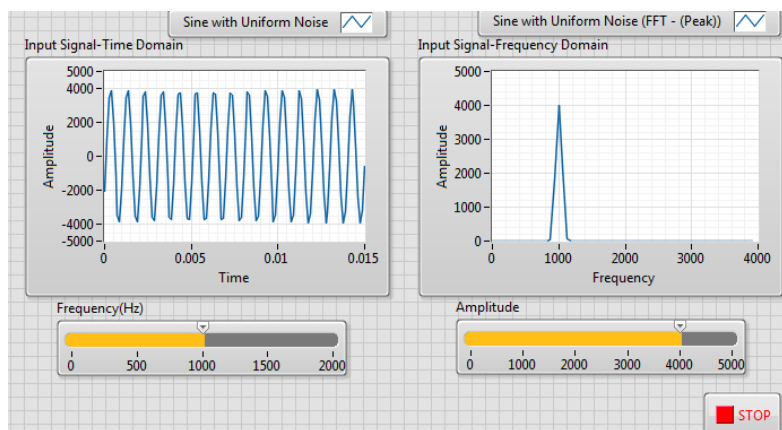 Sine with Uniform Noise
Sine with Uniform Noise (FFT - (Peak))
Input Signal-Time Domain
Input Signal-Frequency Domain
5000
4000
2000
0
-2000
-4000
-5000
Amplitude
0 0.005 0.01 0.015
Time
5000
4000
3000
2000
1000
0
Amplitude
0 1000 2000 3000 4000
Frequency
Frequency(Hz)
0 500 1000 1500 2000
Amplitude
0 1000 2000 3000 4000 5000
STOP